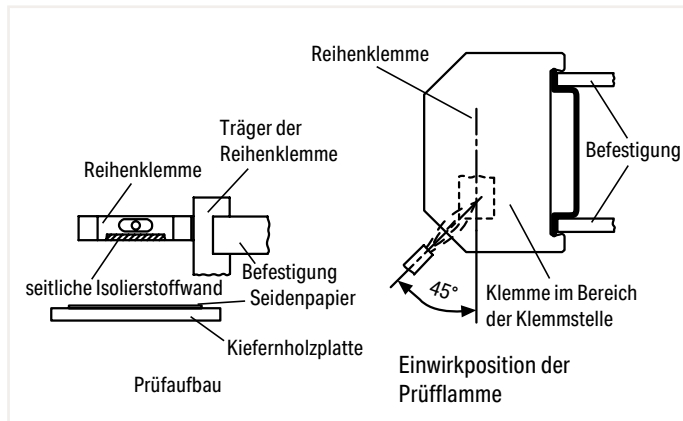 Reihenklemme
Träger der
Reihenklemme
Reihenklemme
Befestigung
seitliche Isolierstoffwand
Befestigung
Seidenpapier
45°
Klemme im Bereich
der Klemmstelle
Kiefernholzplatte
Prüfaufbau
Einwirkposition der
Prüfflamme